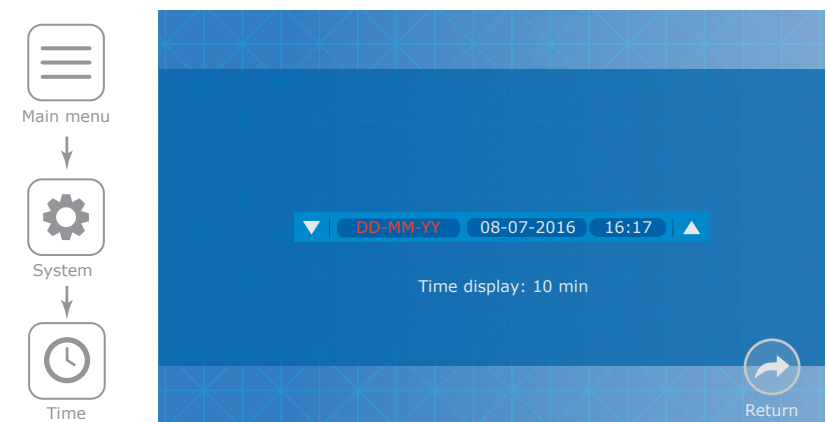 Main menu
System
Time
DD-MM-YY 08-07-2016 16:17
Time display: 10 min
Return